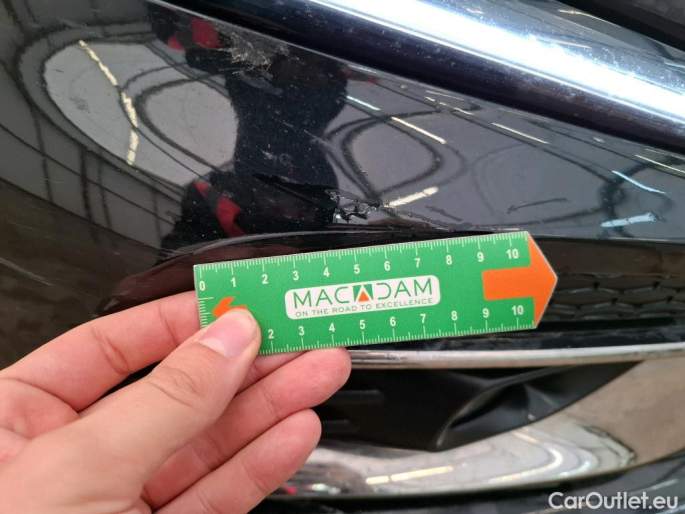 0 1 2 3 4 5 6 7 8 9 10
MACADAM
ON THE ROAD TO EXCELLENCE
2 3 4 5 6 7 8 9 10
CarOutlet.eu